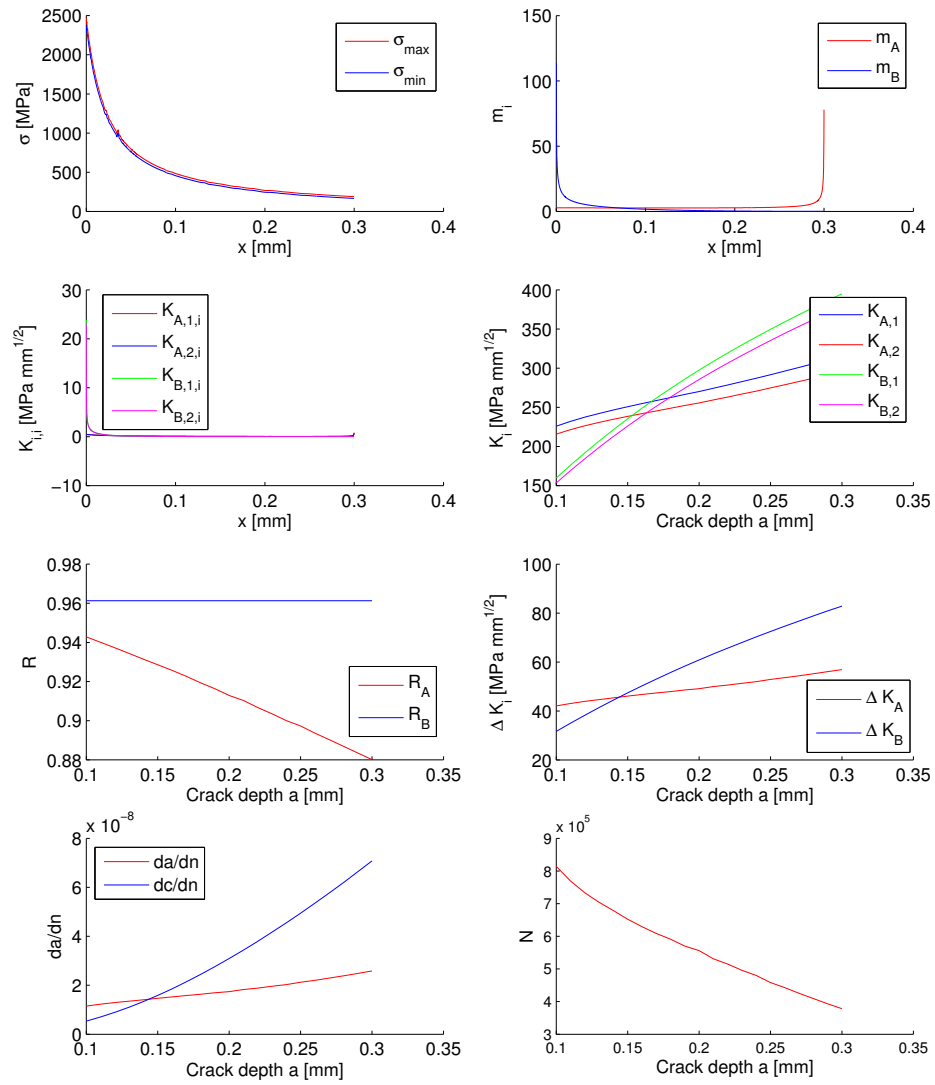 2500
2000
1500
1000
500
0
0 0.1 0.2 0.3 0.4
x [mm]
σ [MPa]
σmax
σmin
200
150
100
50
0
0 0.1 0.2 0.3 0.4
x [mm]
mi
mA
mB
30
20
10
0
−10
0 0.1 0.2 0.3 0.4
x [mm]
Ki,i [MPa mm1/2]
KA,1,i
KA,2,i
KB,1,i
KB,2,i
400
350
300
250
200
150
0.1 0.15 0.2 0.25 0.3 0.35
Crack depth a [mm]
Ki [MPa mm1/2]
KA,1
KA,2
KB,1
KB,2
0.98
0.96
0.94
0.92
0.9
0.88
0.1 0.15 0.2 0.25 0.3 0.35
Crack depth a [mm]
R
RA
RB
100
80
60
40
20
0.1 0.15 0.2 0.25 0.3 0.35
Crack depth a [mm]
Δ Ki [MPa mm1/2]
Δ KA
Δ KB
x 10−8
8
6
4
2
0
0.1 0.15 0.2 0.25 0.3 0.35
Crack depth a [mm]
da/dn
da/dn
dc/dn
x 105
9
8
7
6
5
4
3
0.1 0.15 0.2 0.25 0.3 0.35
Crack depth a [mm]
N